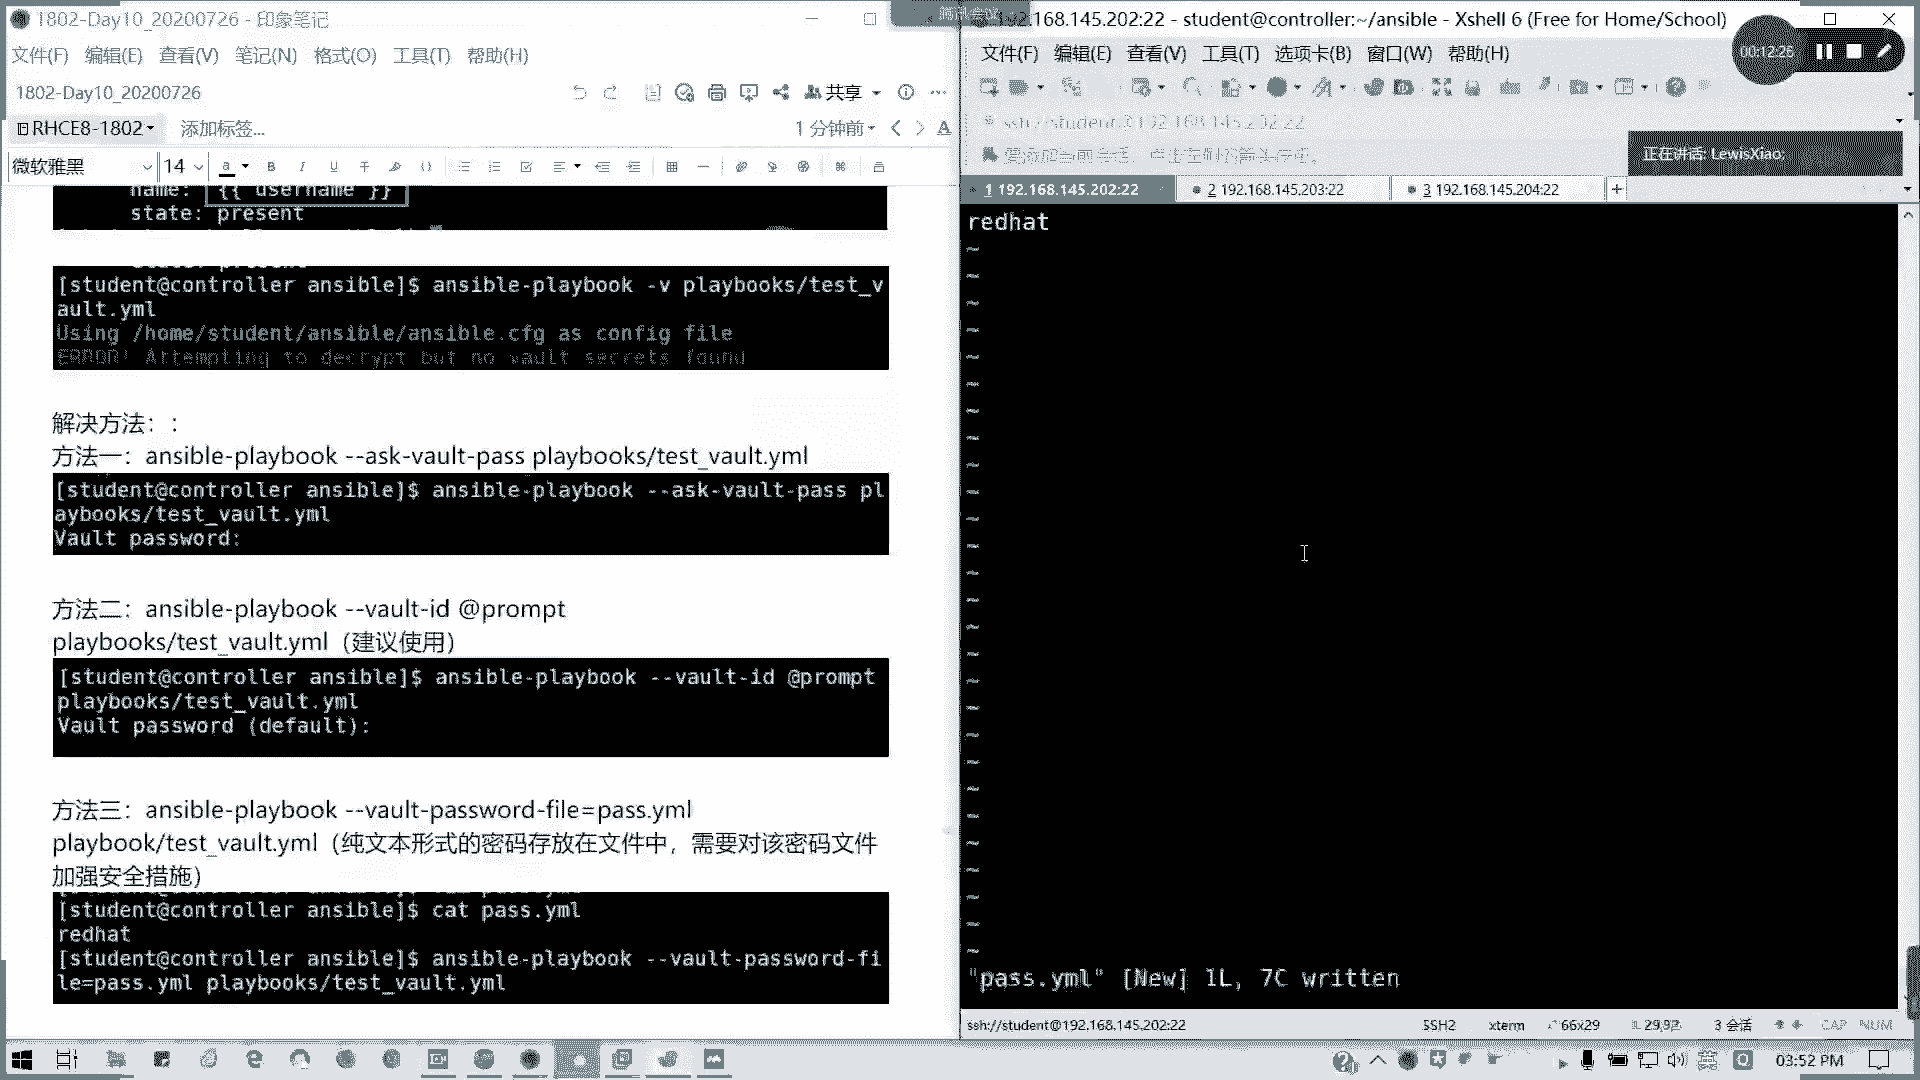 1802-Day10_20200726 - 印象笔记
文件(F) 编辑(E) 查看(V) 笔记(N) 格式(O) 工具(T) 帮助(H)
1802-Day10_20200726
共享
RHCE8-1802
添加标签...
1 分钟前
微软雅黑
14
name: {{ username }}
state: present
[student@controller ansible]$ ansible-playbook -v playbooks/test_v
ault.yml
Using /home/student/ansible/ansible.cfg as config file
ERROR! Attempting to decrypt but no vault secrets found
解决方法：:
方法一：ansible-playbook --ask-vault-pass playbooks/test_vault.yml
[student@controller ansible]$ ansible-playbook --ask-vault-pass pl
aybooks/test_vault.yml
Vault password:
方法二：ansible-playbook --vault-id @prompt
playbooks/test_vault.yml（建议使用）
[student@controller ansible]$ ansible-playbook --vault-id @prompt
playbooks/test_vault.yml
Vault password (default):
方法三：ansible-playbook --vault-password-file=pass.yml
playbook/test_vault.yml（纯文本形式的密码存放在文件中，需要对该密码文件
加强安全措施）
[student@controller ansible]$ cat pass.yml
redhat
[student@controller ansible]$ ansible-playbook --vault-password-fi
le=pass.yml playbooks/test_vault.yml
腾讯会议
192.168.145.202:22 - student@controller:~/ansible - Xshell 6 (Free for Home/School)
文件(F) 编辑(E) 查看(V) 工具(T) 选项卡(B) 窗口(W) 帮助(H)
00:12:26
ssh://student@192.168.145.202:22
正在讲话: LewisXiao;
1 192.168.145.202:22
2 192.168.145.203:22
3 192.168.145.204:22
redhat
"pass.yml" [New] 1L, 7C written
ssh://student@192.168.145.202:22
SSH2
xterm
66x29
29,92
3 会话
CAP NUM
英
03:52 PM